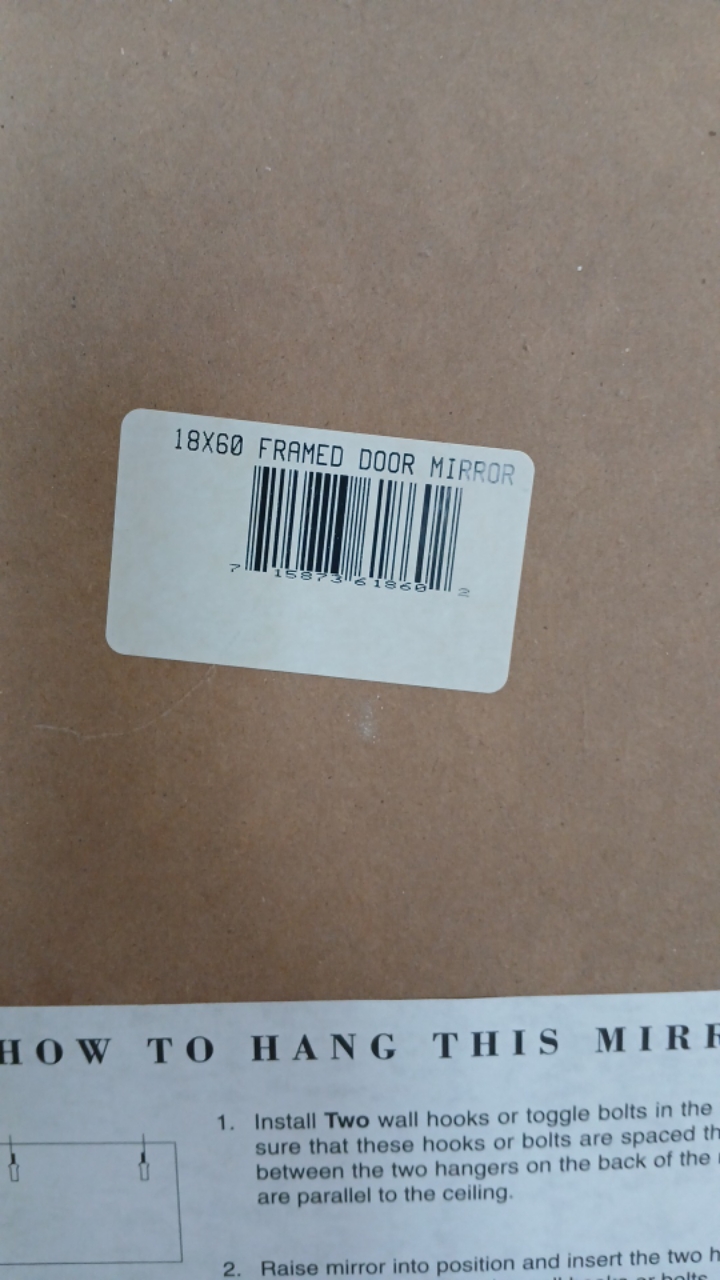 18X60 FRAMED DOOR MIRROR
7 15873 61860 2
HOW TO HANG THIS MIRR
1. Install Two wall hooks or toggle bolts in the
sure that these hooks or bolts are spaced th
between the two hangers on the back of the
are parallel to the ceiling.
2. Raise mirror into position and insert the two h